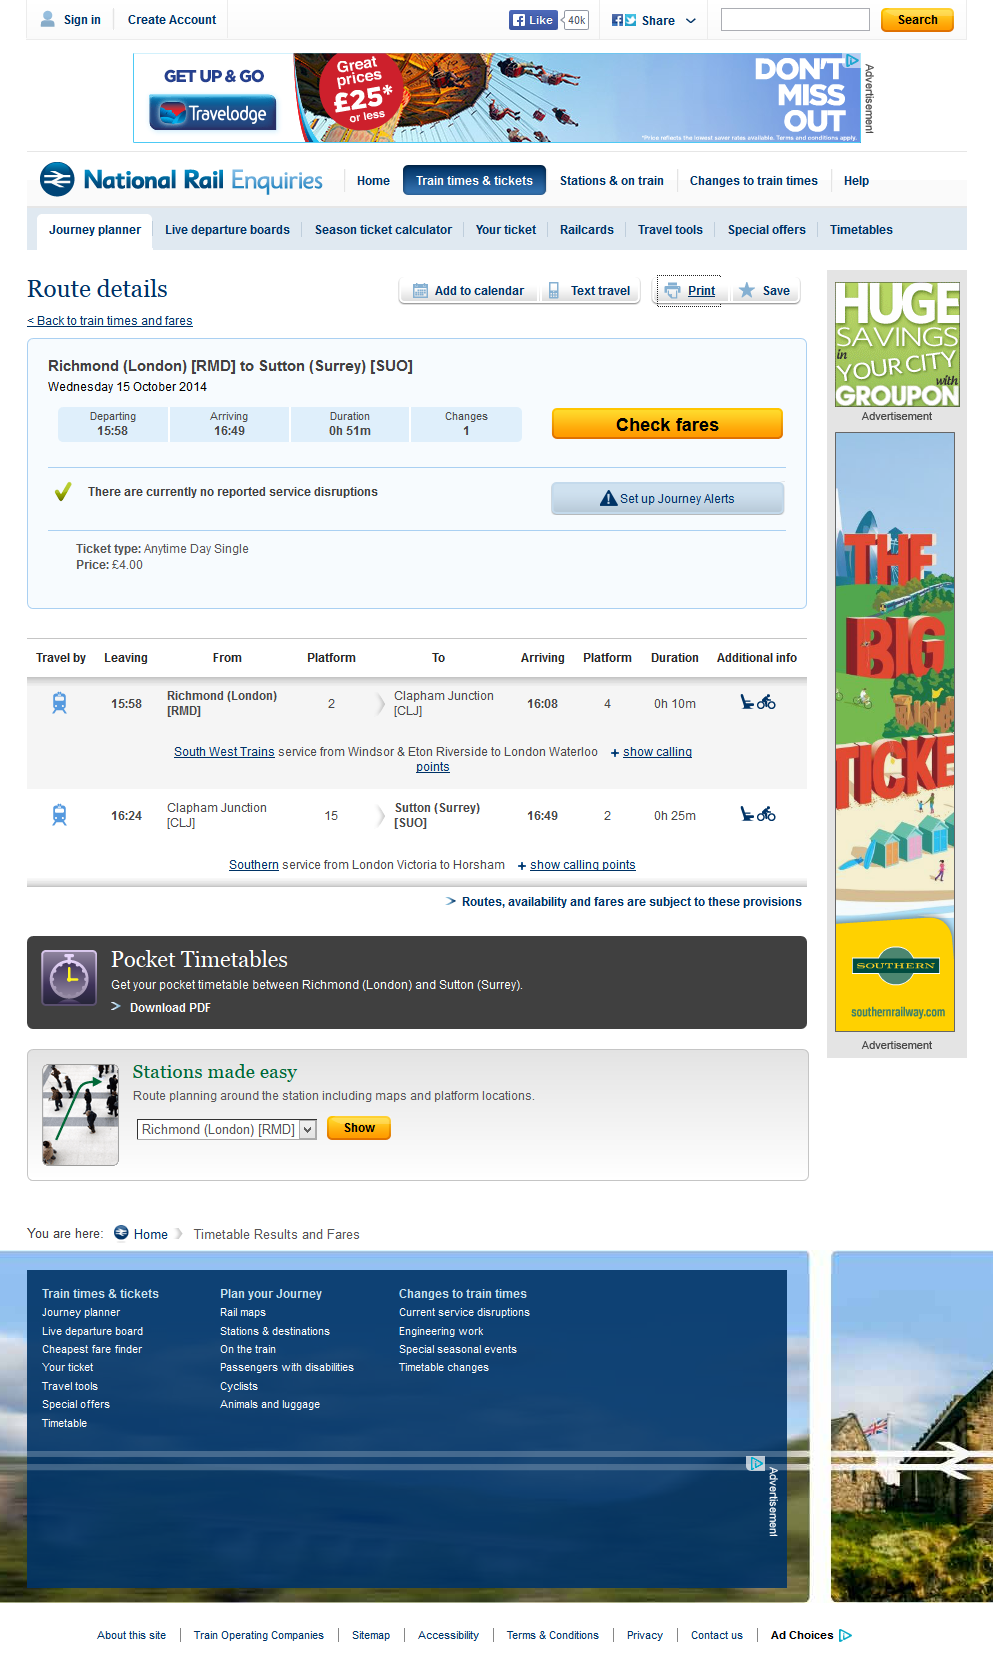 Sign in
Create Account
Like
40k
Share
Search
GET UP & GO
Travelodge
Great
prices
£25*
or less
DON'T
MISS
OUT
*Price reflects the lowest saver rates available. Terms and conditions apply.
Advertisement
National Rail Enquiries
Home
Train times & tickets
Stations & on train
Changes to train times
Help
Journey planner
Live departure boards
Season ticket calculator
Your ticket
Railcards
Travel tools
Special offers
Timetables
Route details
Add to calendar
Text travel
Print
Save
< Back to train times and fares
Richmond (London) [RMD] to Sutton (Surrey) [SUO]
Wednesday 15 October 2014
Departing Arriving Duration Changes
15:58 16:49 0h 51m 1
Check fares
There are currently no reported service disruptions
Set up Journey Alerts
Ticket type: Anytime Day Single
Price: £4.00
HUGE
SAVINGS
in
YOUR CITY
with
GROUPON
Advertisement
THE
BIG
TICKE
SOUTHERN
southernrailway.com
Advertisement
Travel by Leaving From Platform To Arriving Platform Duration Additional info
15:58 Richmond (London) [RMD] 2 Clapham Junction [CLJ] 16:08 4 0h 10m
South West Trains service from Windsor & Eton Riverside to London Waterloo + show calling
points
16:24 Clapham Junction [CLJ] 15 Sutton (Surrey) [SUO] 16:49 2 0h 25m
Southern service from London Victoria to Horsham + show calling points
> Routes, availability and fares are subject to these provisions
Pocket Timetables
Get your pocket timetable between Richmond (London) and Sutton (Surrey).
> Download PDF
Stations made easy
Route planning around the station including maps and platform locations.
Richmond (London) [RMD]
Show
You are here: Home Timetable Results and Fares
Train times & tickets
Journey planner
Live departure board
Cheapest fare finder
Your ticket
Travel tools
Special offers
Timetable
Plan your Journey
Rail maps
Stations & destinations
On the train
Passengers with disabilities
Cyclists
Animals and luggage
Changes to train times
Current service disruptions
Engineering work
Special seasonal events
Timetable changes
Advertisement
About this site
Train Operating Companies
Sitemap
Accessibility
Terms & Conditions
Privacy
Contact us
Ad Choices